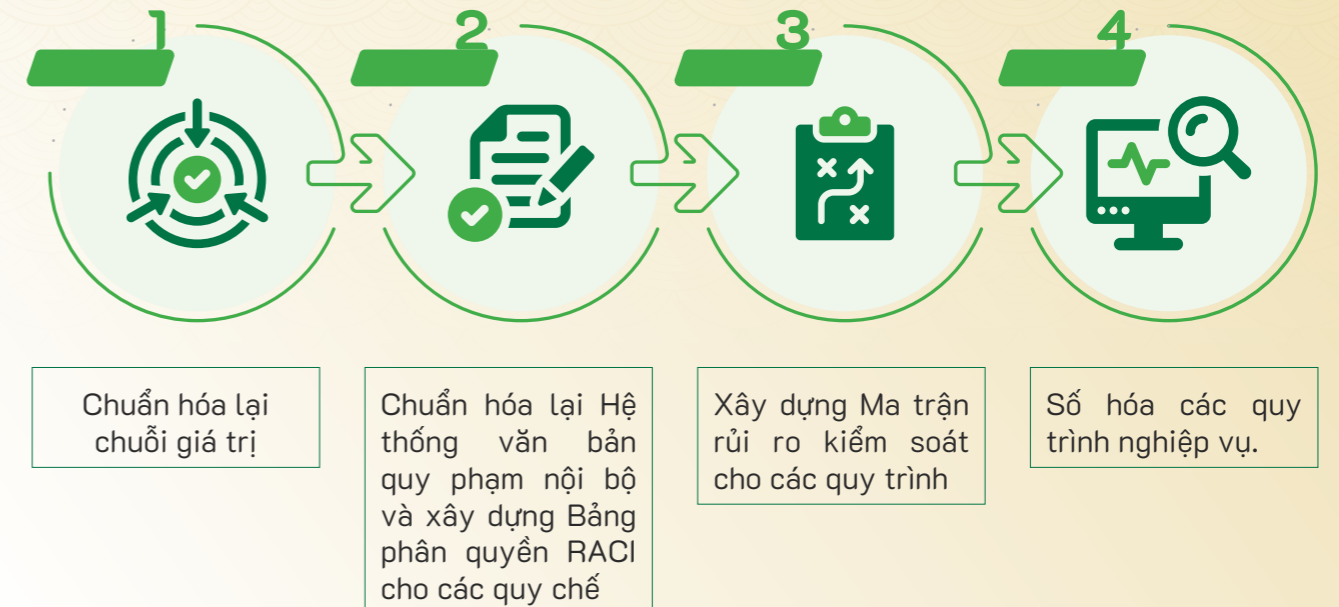 1
2
3
4
Chuẩn hóa lại
chuỗi giá trị
Chuẩn hóa lại Hệ
thống văn bản
quy phạm nội bộ
và xây dựng Bảng
phân quyền RACI
cho các quy chế
Xây dựng Ma trận
rủi ro kiểm soát
cho các quy trình
Số hóa các quy
trình nghiệp vụ.